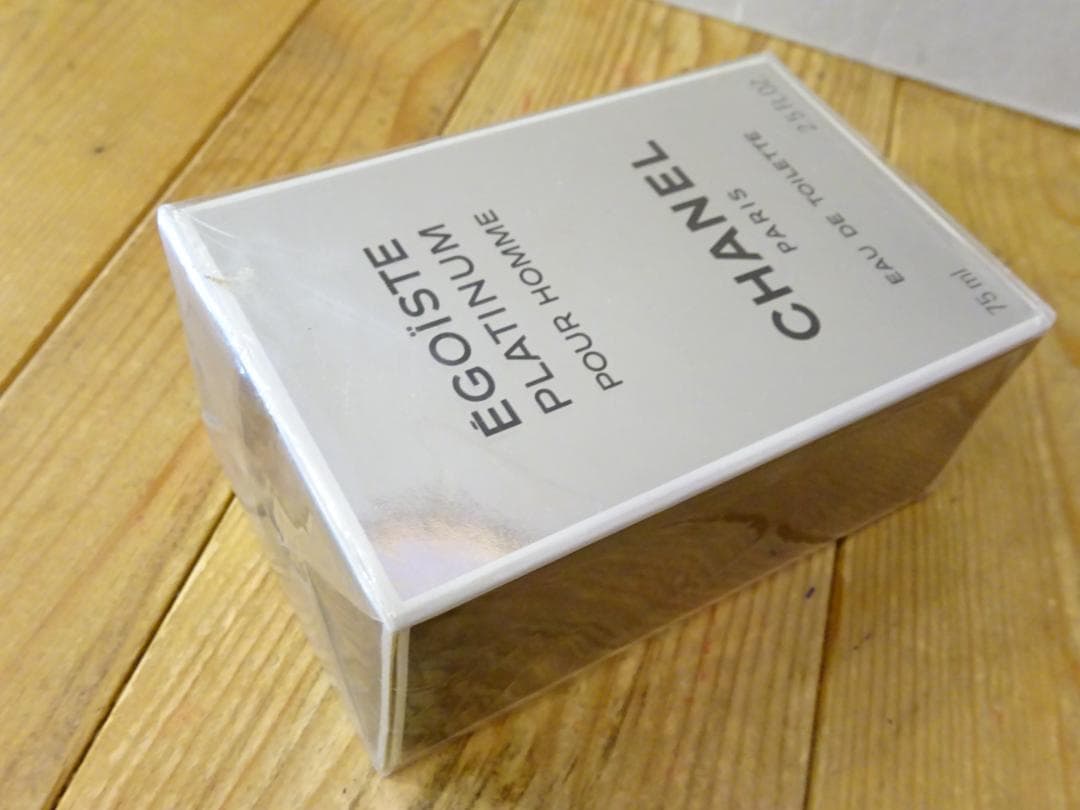 ÉGOÏSTE
PLATINUM
POUR HOMME
CHANEL
PARIS
EAU DE TOILETTE
75 ml 2.5 FL.OZ